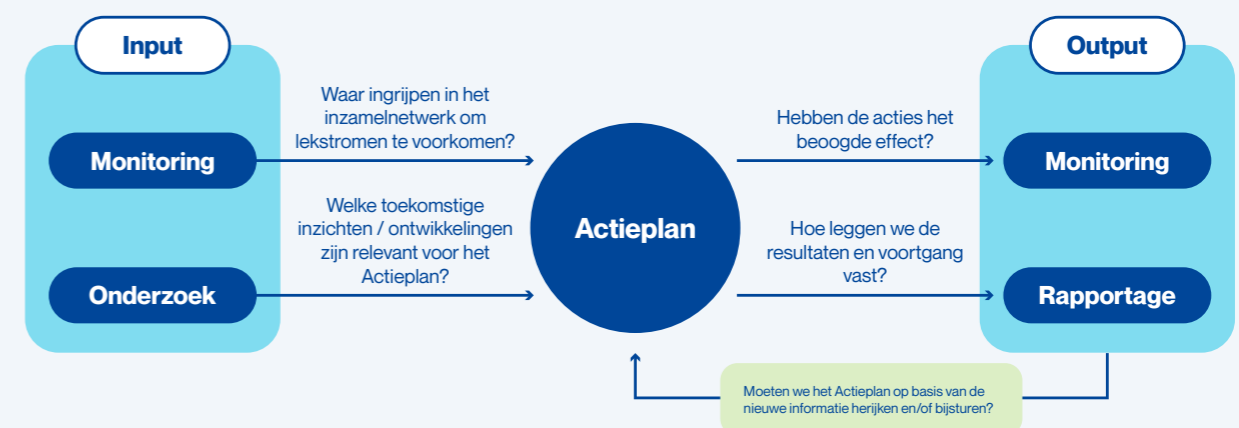 Input
Monitoring
Onderzoek
Waar ingrijpen in het
inzamelnetwerk om
lekstromen te voorkomen?
Welke toekomstige
inzichten / ontwikkelingen
zijn relevant voor het
Actieplan?
Actieplan
Hebben de acties het
beoogde effect?
Hoe leggen we de
resultaten en voortgang
vast?
Output
Monitoring
Rapportage
Moeten we het Actieplan op basis van de
nieuwe informatie herijken en/of bijsturen?